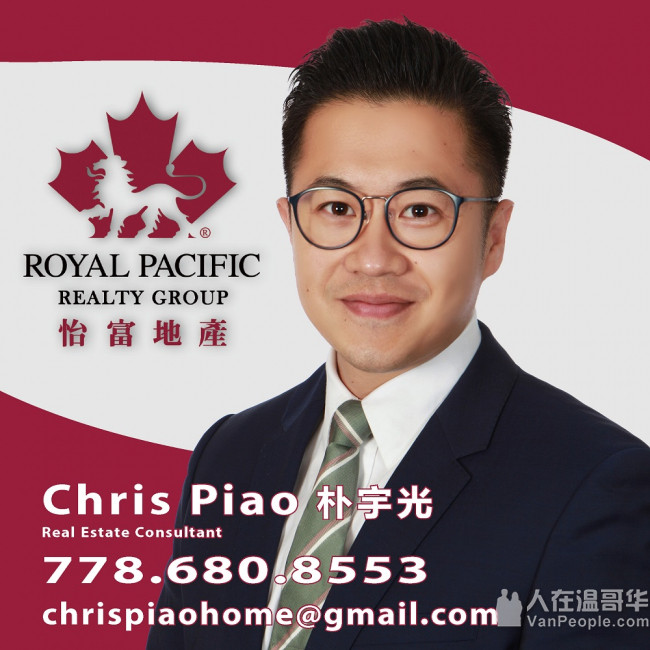 ®
ROYAL PACIFIC
REALTY GROUP
怡富地產
Chris Piao 朴宇光
Real Estate Consultant
778.680.8553
chrispiaohome@gmail.com
人在温哥华
VanPeople.com